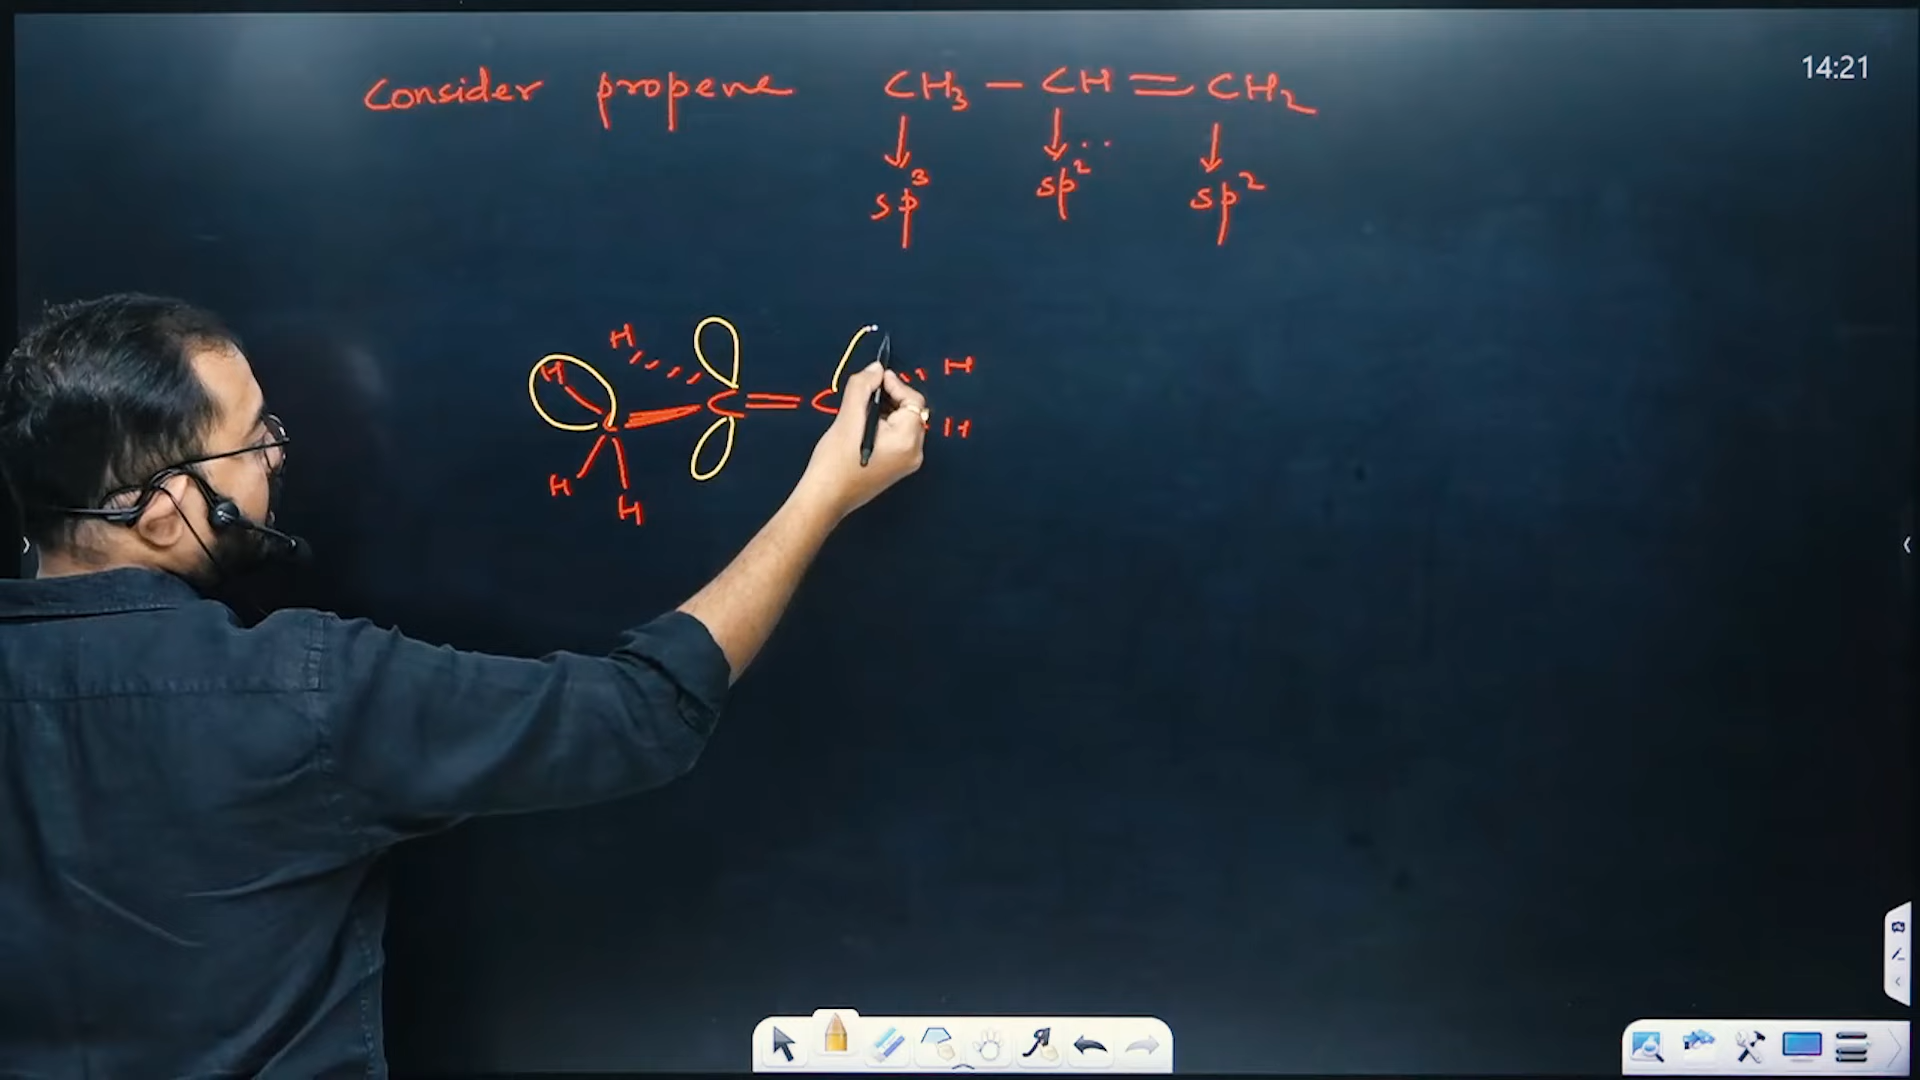 14:21
Consider propene CH₃ — CH = CH₂
sp³ sp² sp²
H
H C C = C H
H
H H